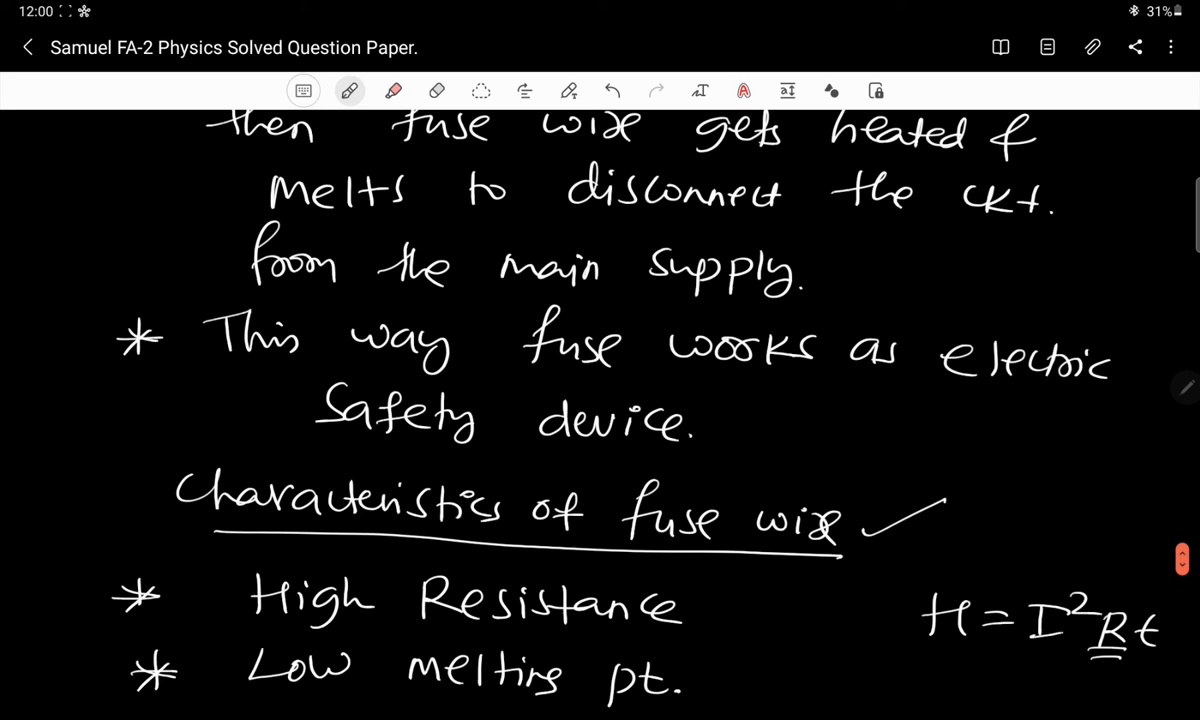 12:00 31%
Samuel FA-2 Physics Solved Question Paper.
then fuse wire gets heated &
melts to disconnect the ckt.
from the main supply.
* This way fuse works as electric
safety device.
Characteristics of fuse wire ✓
* High Resistance
H = I²Rt
* Low melting pt.